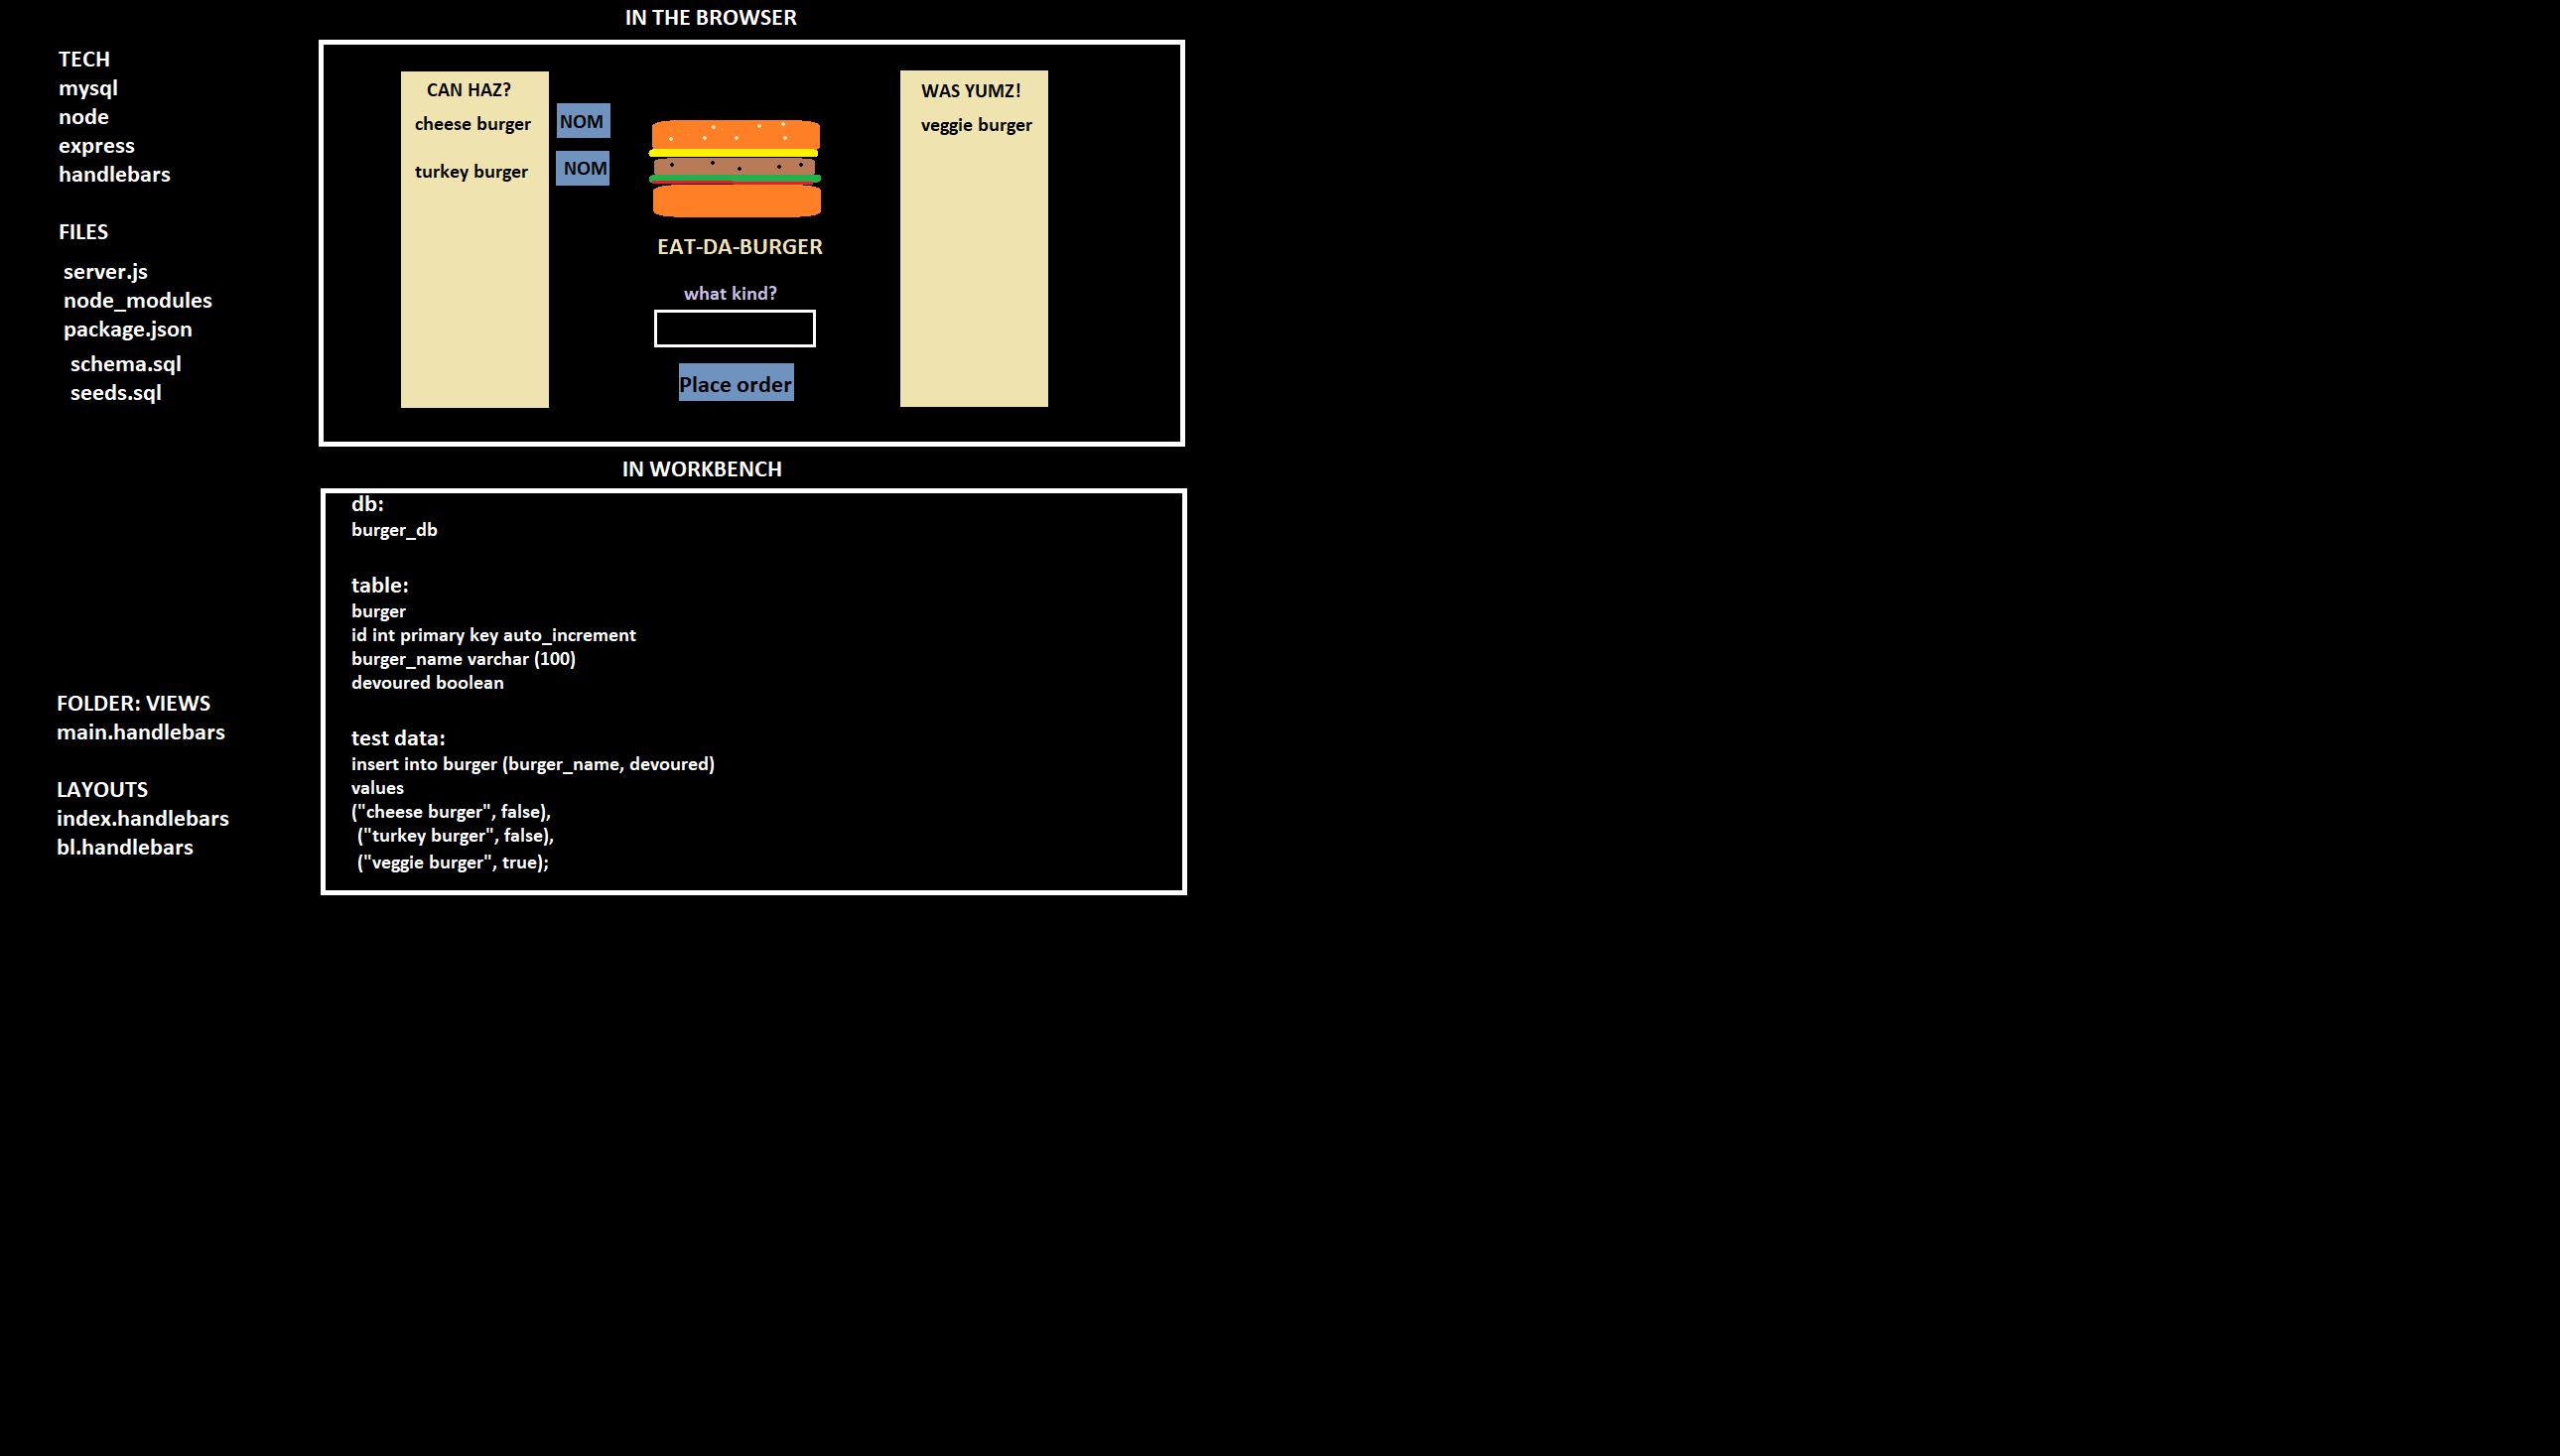 IN THE BROWSER
TECH
mysql
node
express
handlebars
FILES
server.js
node_modules
package.json
schema.sql
seeds.sql
CAN HAZ?
cheese burger
NOM
turkey burger
NOM
EAT-DA-BURGER
what kind?
Place order
WAS YUMZ!
veggie burger
IN WORKBENCH
db:
burger_db
table:
burger
id int primary key auto_increment
burger_name varchar (100)
devoured boolean
test data:
insert into burger (burger_name, devoured)
values
("cheese burger", false),
("turkey burger", false),
("veggie burger", true);
FOLDER: VIEWS
main.handlebars
LAYOUTS
index.handlebars
bl.handlebars